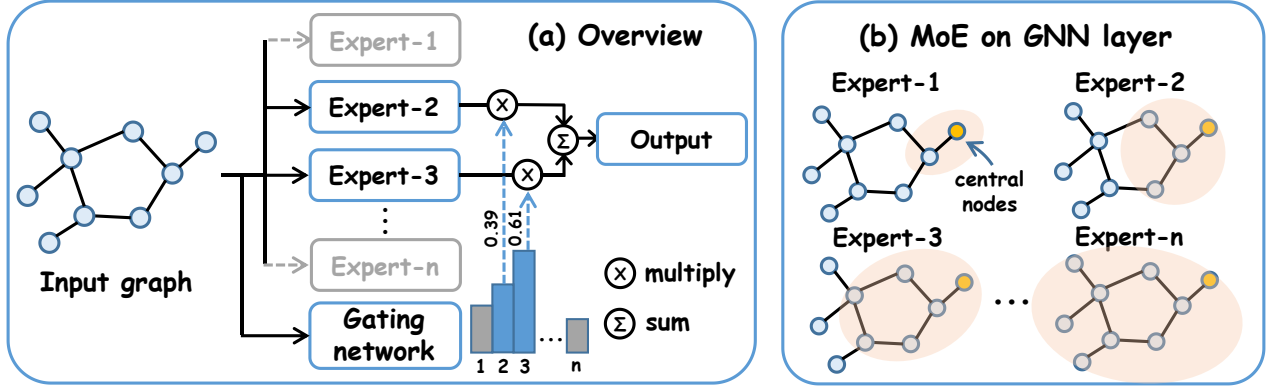 (a) Overview
Expert-1
Expert-2
×
Expert-3
×
Σ
Output
⋮
Expert-n
Gating
network
Input graph
0.39
0.61
1 2 3 ... n
× multiply
Σ sum
(b) MoE on GNN layer
Expert-1
Expert-2
central
nodes
Expert-3
...
Expert-n